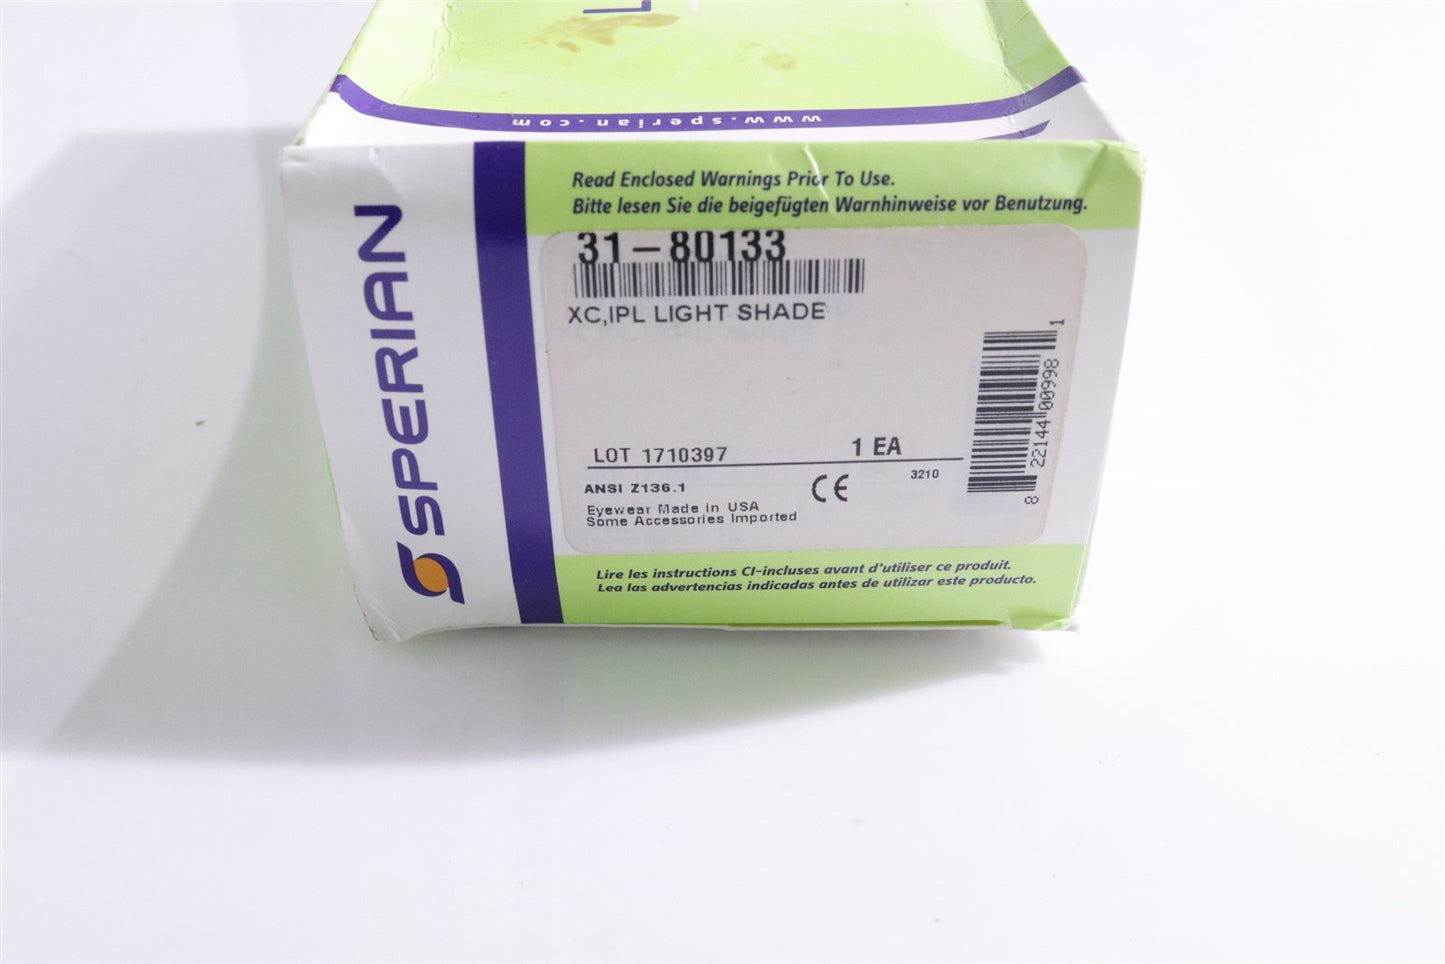 www.sperian.com
SPERIAN
Read Enclosed Warnings Prior To Use.
Bitte lesen Sie die beigefügten Warnhinweise vor Benutzung.
31-80133
XC,IPL LIGHT SHADE
LOT 1710397 1 EA
ANSI Z136.1 CE 3210
Eyewear Made in USA
Some Accessories Imported
8 22144 00998 1
Lire les instructions CI-incluses avant d'utiliser ce produit.
Lea las advertencias indicadas antes de utilizar este producto.